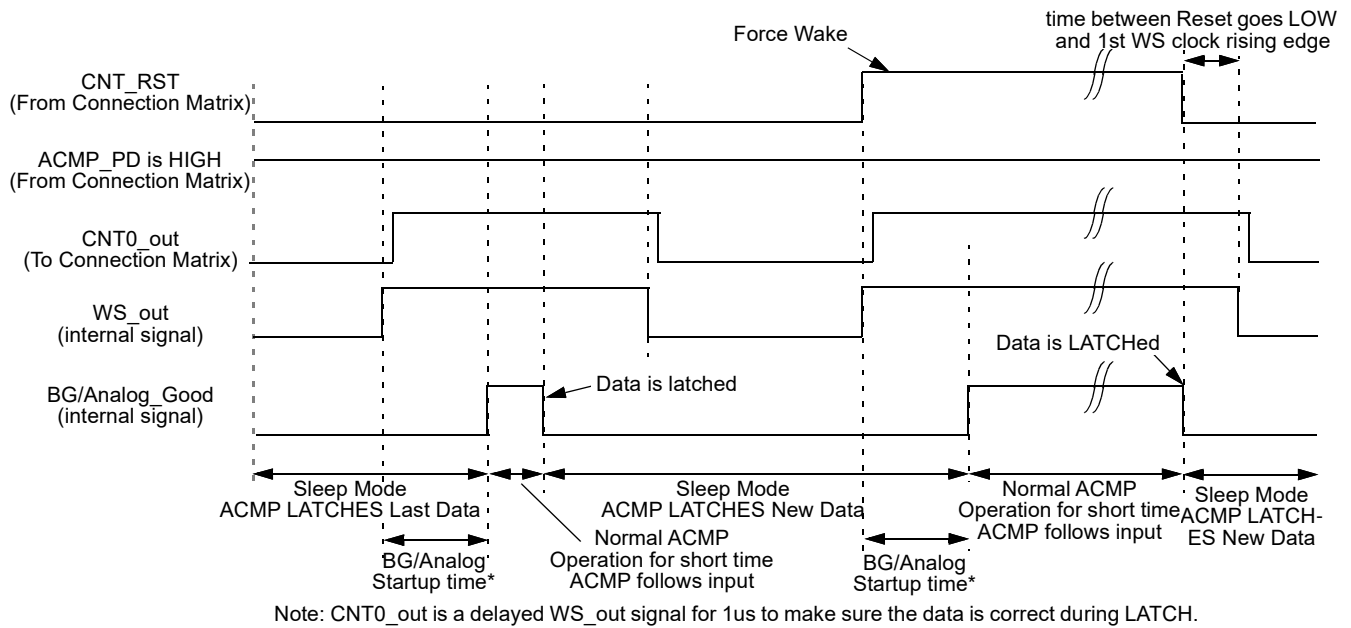 time between Reset goes LOW
and 1st WS clock rising edge
Force Wake
CNT_RST
(From Connection Matrix)
ACMP_PD is HIGH
(From Connection Matrix)
CNT0_out
(To Connection Matrix)
WS_out
(internal signal)
Data is LATCHed
BG/Analog_Good
(internal signal)
Data is latched
Sleep Mode
ACMP LATCHES Last Data
Sleep Mode
ACMP LATCHES New Data
Normal ACMP
Operation for short time
ACMP follows input
Sleep Mode
ACMP LATCH-
ES New Data
BG/Analog
Startup time*
Normal ACMP
Operation for short time
ACMP follows input
BG/Analog
Startup time*
Note: CNT0_out is a delayed WS_out signal for 1us to make sure the data is correct during LATCH.